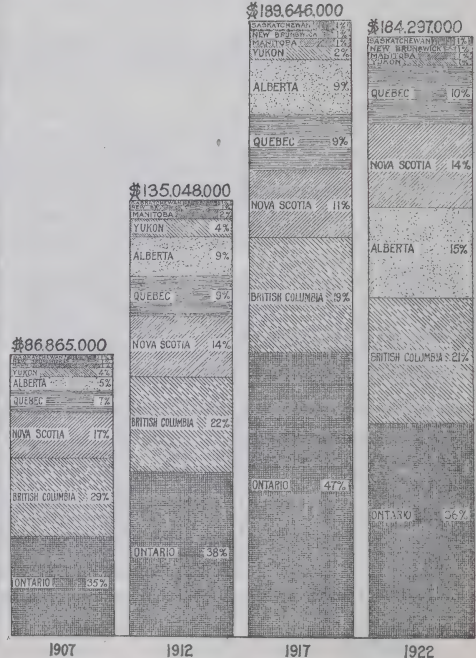 $86,865,000
YUKON 4%
ALBERTA 5%
QUEBEC 7%
NOVA SCOTIA 17%
BRITISH COLUMBIA 29%
ONTARIO 35%
1907
$135,048,000
MANITOBA 2%
YUKON 4%
ALBERTA 9%
QUEBEC 9%
NOVA SCOTIA 14%
BRITISH COLUMBIA 22%
ONTARIO 38%
1912
$189,646,000
SASKATCHEWAN 1%
NEW BRUNSWICK 1%
MANITOBA 1%
YUKON 2%
ALBERTA 9%
QUEBEC 9%
NOVA SCOTIA 11%
BRITISH COLUMBIA 19%
ONTARIO 47%
1917
$184,297,000
SASKATCHEWAN 1%
NEW BRUNSWICK 1%
MANITOBA 1%
YUKON 1%
QUEBEC 10%
NOVA SCOTIA 14%
ALBERTA 15%
BRITISH COLUMBIA 21%
ONTARIO 36%
1922